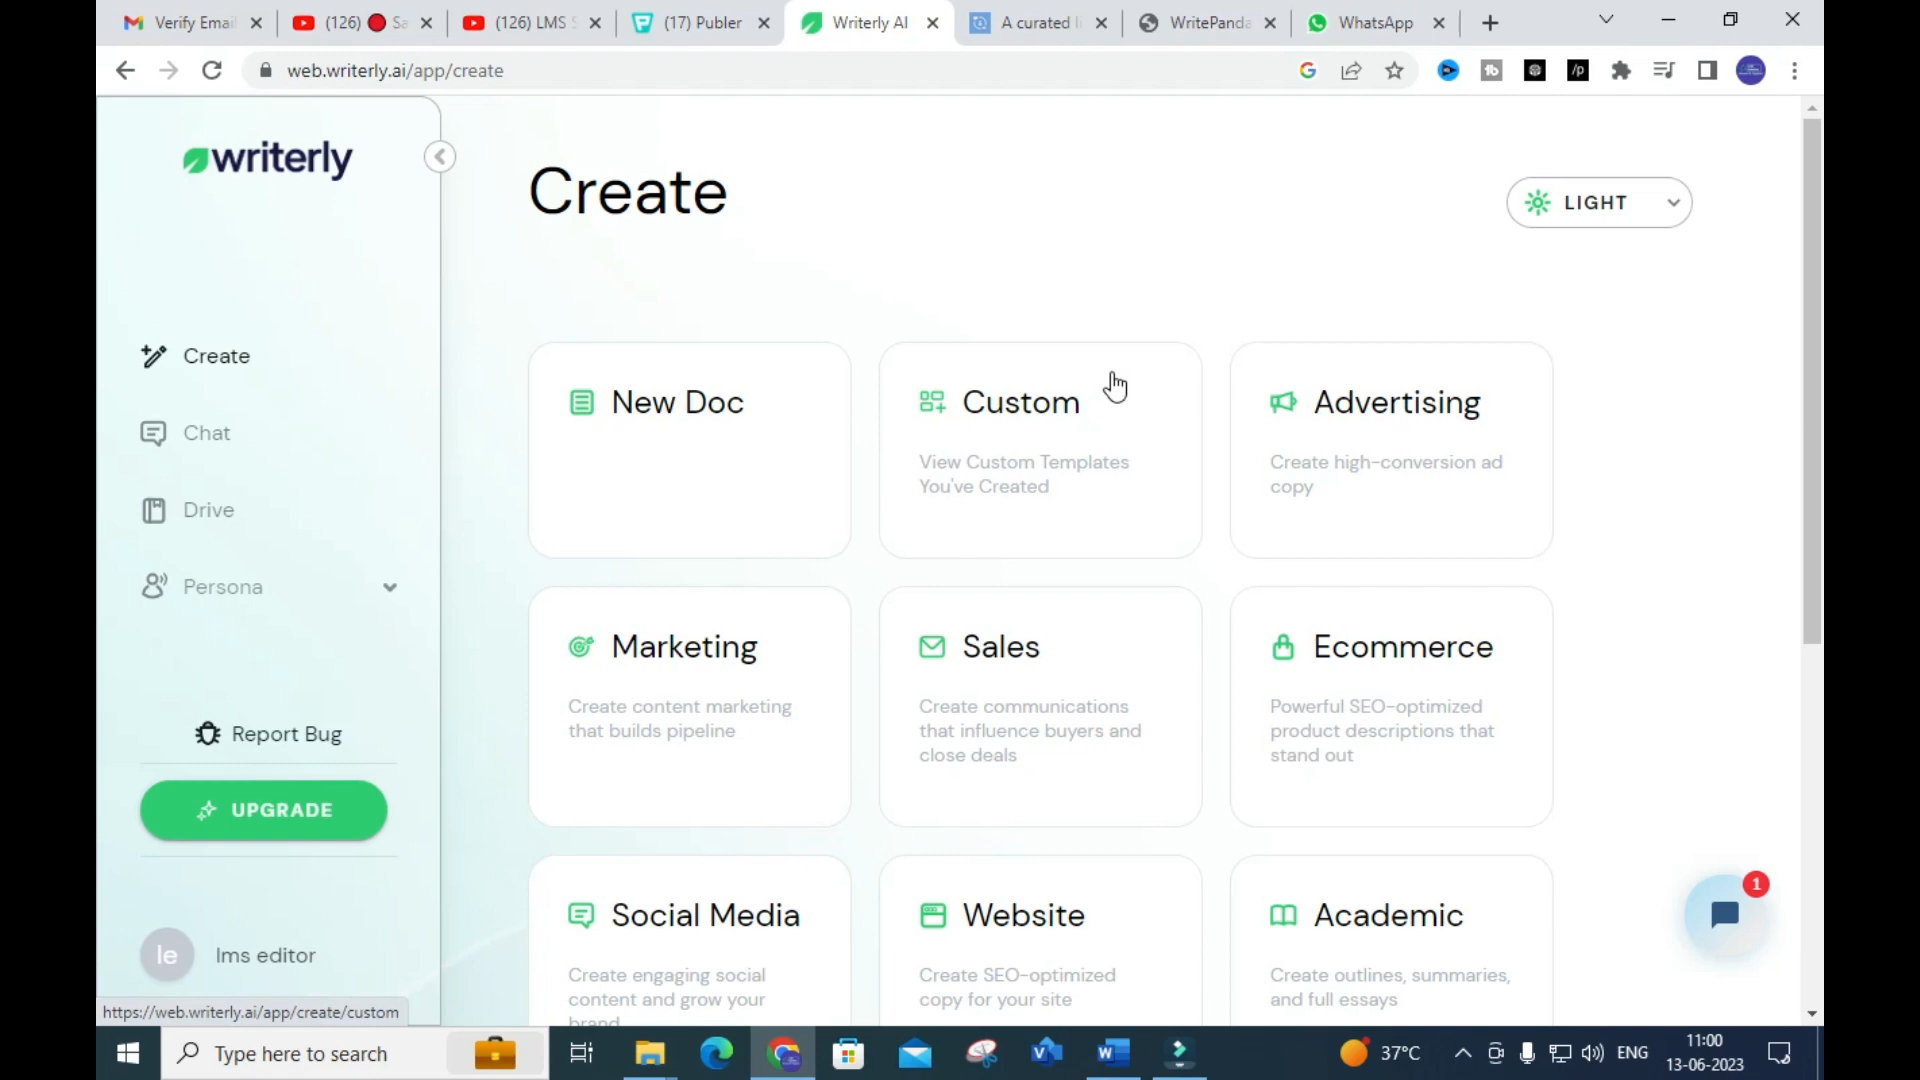 Verify Email
(126) Sa
(126) LMS S
(17) Publer
Writerly AI
A curated li
WritePanda
WhatsApp
web.writerly.ai/app/create
writerly
Create
LIGHT
Create
Chat
Drive
Persona
Report Bug
UPGRADE
le
lms editor
New Doc
Custom
View Custom Templates
You've Created
Advertising
Create high-conversion ad
copy
Marketing
Create content marketing
that builds pipeline
Sales
Create communications
that influence buyers and
close deals
Ecommerce
Powerful SEO-optimized
product descriptions that
stand out
Social Media
Create engaging social
content and grow your
brand
Website
Create SEO-optimized
copy for your site
Academic
Create outlines, summaries,
and full essays
1
https://web.writerly.ai/app/create/custom
Type here to search
37°C
ENG
11:00
13-06-2023